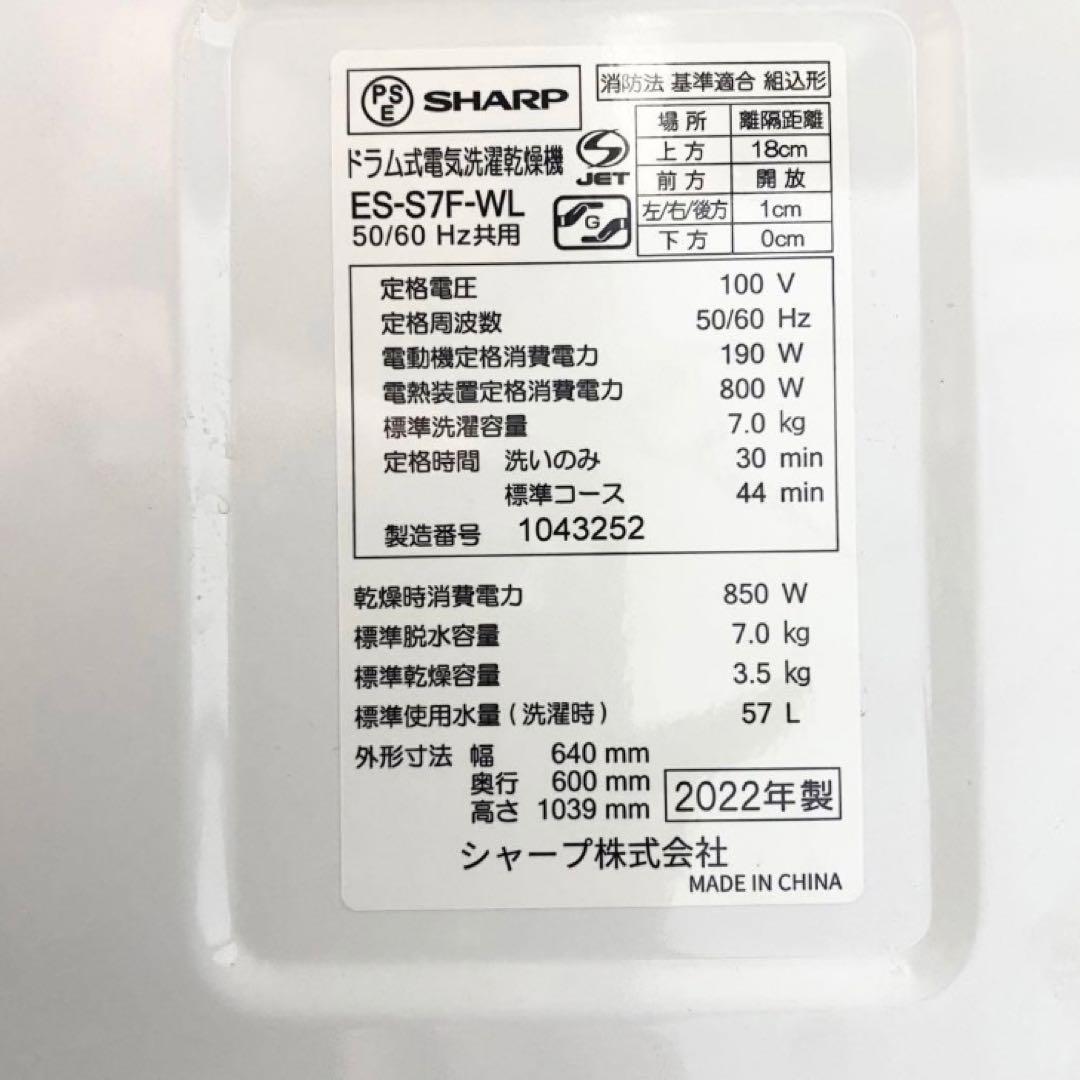 PS
E
SHARP
消防法 基準適合 組込形
ドラム式電気洗濯乾燥機
JET
ES-S7F-WL
50/60 Hz共用
G
場所 離隔距離
上方 18cm
前方 開放
左/右/後方 1cm
下方 0cm
定格電圧 100 V
定格周波数 50/60 Hz
電動機定格消費電力 190 W
電熱装置定格消費電力 800 W
標準洗濯容量 7.0 kg
定格時間 洗いのみ 30 min
標準コース 44 min
製造番号 1043252
乾燥時消費電力 850 W
標準脱水容量 7.0 kg
標準乾燥容量 3.5 kg
標準使用水量(洗濯時) 57 L
外形寸法 幅 640 mm
奥行 600 mm
高さ 1039 mm
2022年製
シャープ株式会社
MADE IN CHINA